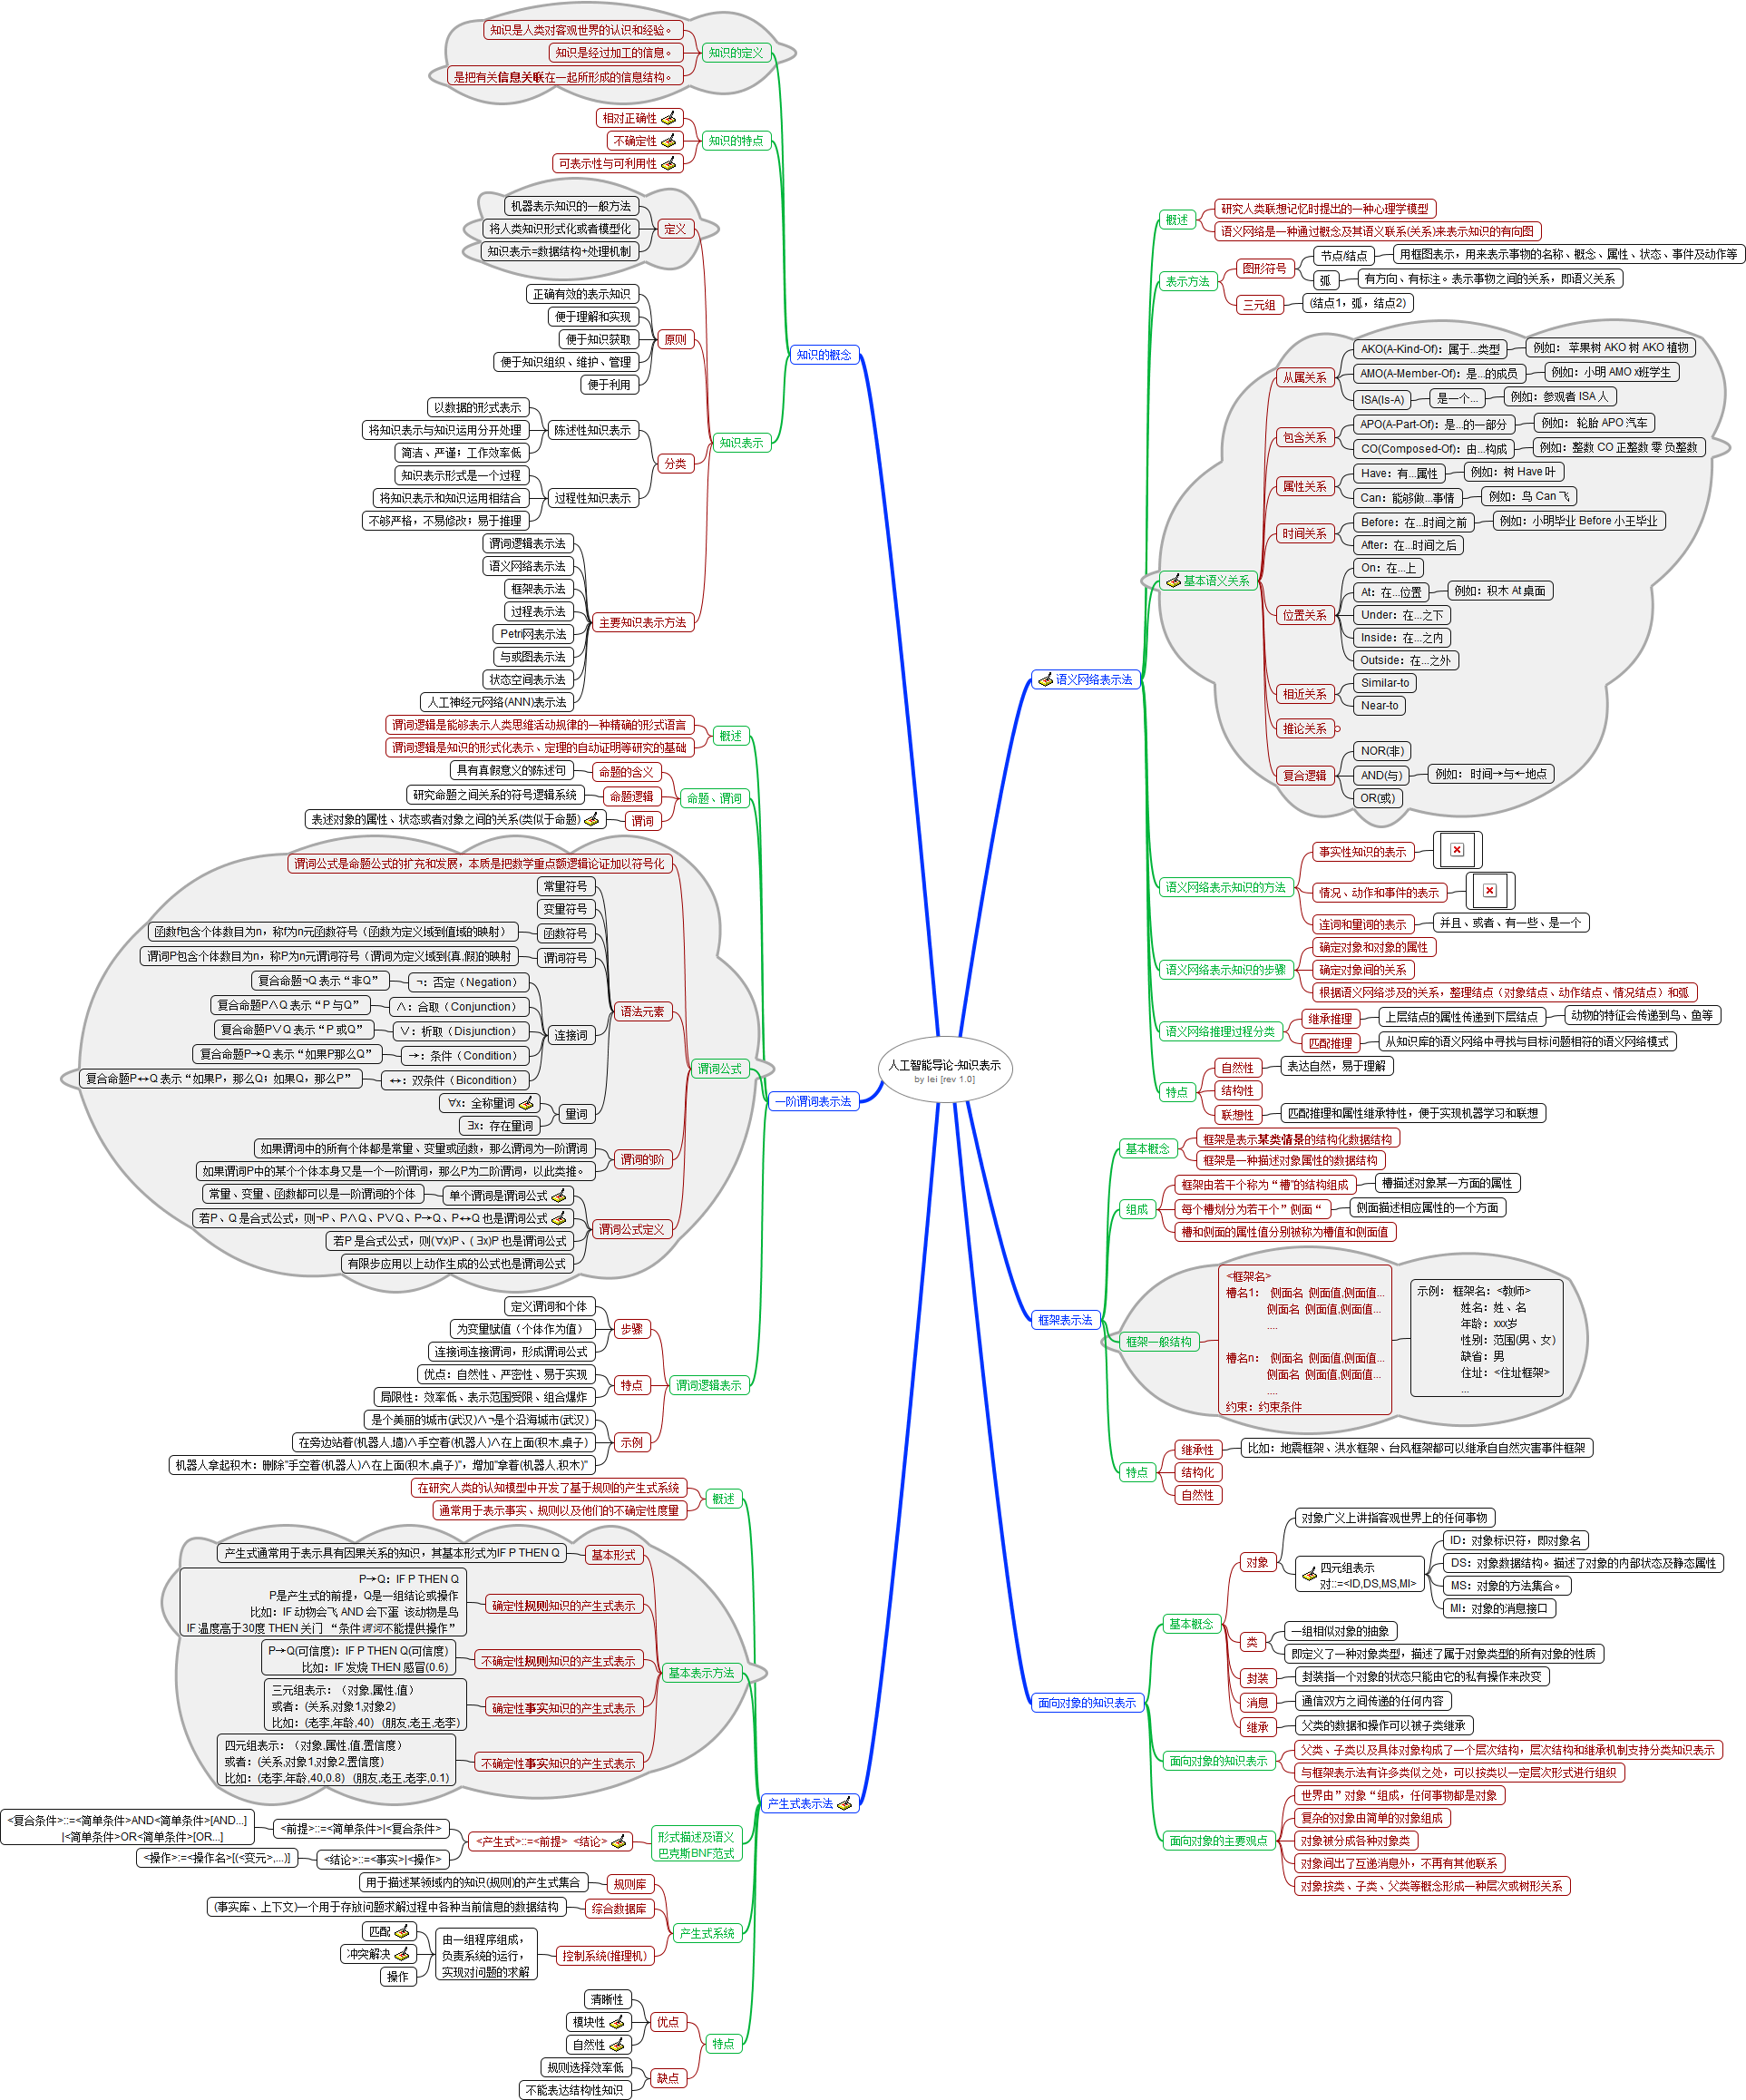 人工智能导论-知识表示
by lei [rev 1.0]
知识的概念
知识的定义
知识是人类对客观世界的认识和经验。
知识是经过加工的信息。
是把有关信息关联在一起所形成的信息结构。
知识的特点
相对正确性
不确定性
可表示性与可利用性
知识表示
定义
机器表示知识的一般方法
将人类知识形式化或者模型化
知识表示=数据结构+处理机制
原则
正确有效的表示知识
便于理解和实现
便于知识获取
便于知识组织、维护、管理
便于利用
分类
陈述性知识表示
以数据的形式表示
将知识表示与知识运用分开处理
简洁、严谨；工作效率低
过程性知识表示
知识表示形式是一个过程
将知识表示和知识运用相结合
不够严格，不易修改；易于推理
主要知识表示方法
谓词逻辑表示法
语义网络表示法
框架表示法
过程表示法
Petri网表示法
与或图表示法
状态空间表示法
人工神经元网络(ANN)表示法
一阶谓词表示法
概述
谓词逻辑是能够表示人类思维活动规律的一种精确的形式语言
谓词逻辑是知识的形式化表示、定理的自动证明等研究的基础
命题、谓词
命题的含义
具有真假意义的陈述句
命题逻辑
研究命题之间关系的符号逻辑系统
谓词
表述对象的属性、状态或者对象之间的关系(类似于命题)
谓词公式
谓词公式是命题公式的扩充和发展，本质是把数学重点额逻辑论证加以符号化
语法元素
常量符号
变量符号
函数符号
函数f包含个体数目为n，称f为n元函数符号（函数为定义域到值域的映射）
谓词符号
谓词P包含个体数目为n，称P为n元谓词符号（谓词为定义域到{真,假}的映射
连接词
¬：否定（Negation）
复合命题¬Q 表示“非Q”
∧：合取（Conjunction）
复合命题P∧Q 表示“P 与Q”
∨：析取（Disjunction）
复合命题P∨Q 表示“P 或Q”
→：条件（Condition）
复合命题P→Q 表示“如果P那么Q”
↔：双条件（Bicondition）
复合命题P↔Q 表示“如果P，那么Q；如果Q，那么P”
量词
∀x：全称量词
∃x：存在量词
谓词的阶
如果谓词中的所有个体都是常量、变量或函数，那么谓词为一阶谓词
如果谓词P中的某个个体本身又是一个一阶谓词，那么P为二阶谓词，以此类推。
谓词公式定义
单个谓词是谓词公式
常量、变量、函数都可以是一阶谓词的个体
若P、Q 是合式公式，则¬P、P∧Q、P∨Q、P→Q、P↔Q 也是谓词公式
若P 是合式公式，则(∀x)P、( ∃x)P 也是谓词公式
有限步应用以上动作生成的公式也是谓词公式
谓词逻辑表示
步骤
定义谓词和个体
为变量赋值（个体作为值）
连接词连接谓词，形成谓词公式
特点
优点：自然性、严密性、易于实现
局限性：效率低、表示范围受限、组合爆炸
示例
是个美丽的城市(武汉)∧¬是个沿海城市(武汉)
在旁边站着(机器人,墙)∧手空着(机器人)∧在上面(积木,桌子)
机器人拿起积木：删除"手空着(机器人)∧在上面(积木,桌子)"，增加"拿着(机器人,积木)"
产生式表示法
概述
在研究人类的认知模型中开发了基于规则的产生式系统
通常用于表示事实、规则以及他们的不确定性度量
基本表示方法
基本形式
产生式通常用于表示具有因果关系的知识，其基本形式为IF P THEN Q
确定性规则知识的产生式表示
P→Q：IF P THEN Q
P是产生式的前提，Q是一组结论或操作
比如：IF 动物会飞 AND 会下蛋 该动物是鸟
IF 温度高于30度 THEN 关门 “条件谓词不能提供操作”
不确定性规则知识的产生式表示
P→Q(可信度)：IF P THEN Q(可信度)
比如：IF 发烧 THEN 感冒(0.6)
确定性事实知识的产生式表示
三元组表示：（对象,属性,值）
或者：(关系,对象1,对象2)
比如：(老李,年龄,40) (朋友,老王,老李)
不确定性事实知识的产生式表示
四元组表示：（对象,属性,值,置信度）
或者：(关系,对象1,对象2,置信度)
比如：(老李,年龄,40,0.8) (朋友,老王,老李,0.1)
形式描述及语义
巴克斯BNF范式
<产生式>::=<前提> <结论>
<前提>::=<简单条件>|<复合条件>
<复合条件>::=<简单条件>AND<简单条件>[AND...]
|<简单条件>OR<简单条件>[OR...]
<结论>::=<事实>|<操作>
<操作>:=<操作名>[(<变元>,...)]
产生式系统
规则库
用于描述某领域内的知识(规则)的产生式集合
综合数据库
(事实库、上下文)一个用于存放问题求解过程中各种当前信息的数据结构
控制系统(推理机）
由一组程序组成，
负责系统的运行，
实现对问题的求解
匹配
冲突解决
操作
特点
优点
清晰性
模块性
自然性
缺点
规则选择效率低
不能表达结构性知识
语义网络表示法
概述
研究人类联想记忆时提出的一种心理学模型
语义网络是一种通过概念及其语义联系(关系)来表示知识的有向图
表示方法
图形符号
节点/结点
用框图表示，用来表示事物的名称、概念、属性、状态、事件及动作等
弧
有方向、有标注。表示事物之间的关系，即语义关系
三元组
(结点1，弧，结点2)
基本语义关系
从属关系
AKO(A-Kind-Of)：属于...类型
例如： 苹果树 AKO 树 AKO 植物
AMO(A-Member-Of)：是...的成员
例如：小明 AMO x班学生
ISA(Is-A)
是一个...
例如：参观者 ISA 人
包含关系
APO(A-Part-Of)：是...的一部分
例如： 轮胎 APO 汽车
CO(Composed-Of)：由...构成
例如：整数 CO 正整数 零 负整数
属性关系
Have：有...属性
例如：树 Have 叶
Can：能够做...事情
例如：鸟 Can 飞
时间关系
Before：在...时间之前
例如：小明毕业 Before 小王毕业
After：在...时间之后
位置关系
On：在...上
At：在...位置
例如：积木 At 桌面
Under：在...之下
Inside：在...之内
Outside：在...之外
相近关系
Similar-to
Near-to
推论关系
复合逻辑
NOR(非)
AND(与)
例如：时间→与←地点
OR(或)
语义网络表示知识的方法
事实性知识的表示
情况、动作和事件的表示
连词和量词的表示
并且、或者、有一些、是一个
语义网络表示知识的步骤
确定对象和对象的属性
确定对象间的关系
根据语义网络涉及的关系，整理结点（对象结点、动作结点、情况结点）和弧
语义网络推理过程分类
继承推理
上层结点的属性传递到下层结点
动物的特征会传递到鸟、鱼等
匹配推理
从知识库的语义网络中寻找与目标问题相符的语义网络模式
特点
自然性
表达自然，易于理解
结构性
联想性
匹配推理和属性继承特性，便于实现机器学习和联想
框架表示法
基本概念
框架是表示某类情景的结构化数据结构
框架是一种描述对象属性的数据结构
组成
框架由若干个称为“槽”的结构组成
槽描述对象某一方面的属性
每个槽划分为若干个”侧面“
侧面描述相应属性的一个方面
槽和侧面的属性值分别被称为槽值和侧面值
框架一般结构
<框架名>
槽名1： 侧面名 侧面值,侧面值...
侧面名 侧面值,侧面值...
....
槽名n： 侧面名 侧面值,侧面值...
侧面名 侧面值,侧面值...
....
约束：约束条件
示例： 框架名：<教师>
姓名：姓、名
年龄：xxx岁
性别：范围(男、女)
缺省：男
住址：<住址框架>
...
特点
继承性
比如：地震框架、洪水框架、台风框架都可以继承自自然灾害事件框架
结构化
自然性
面向对象的知识表示
基本概念
对象
对象广义上讲指客观世界上的任何事物
四元组表示
对::=<ID,DS,MS,MI>
ID：对象标识符，即对象名
DS：对象数据结构。描述了对象的内部状态及静态属性
MS：对象的方法集合。
MI：对象的消息接口
类
一组相似对象的抽象
即定义了一种对象类型，描述了属于对象类型的所有对象的性质
封装
封装指一个对象的状态只能由它的私有操作来改变
消息
通信双方之间传递的任何内容
继承
父类的数据和操作可以被子类继承
面向对象的知识表示
父类、子类以及具体对象构成了一个层次结构，层次结构和继承机制支持分类知识表示
与框架表示法有许多类似之处，可以按类以一定层次形式进行组织
面向对象的主要观点
世界由”对象“组成，任何事物都是对象
复杂的对象由简单的对象组成
对象被分成各种对象类
对象间出了互递消息外，不再有其他联系
对象按类、子类、父类等概念形成一种层次或树形关系